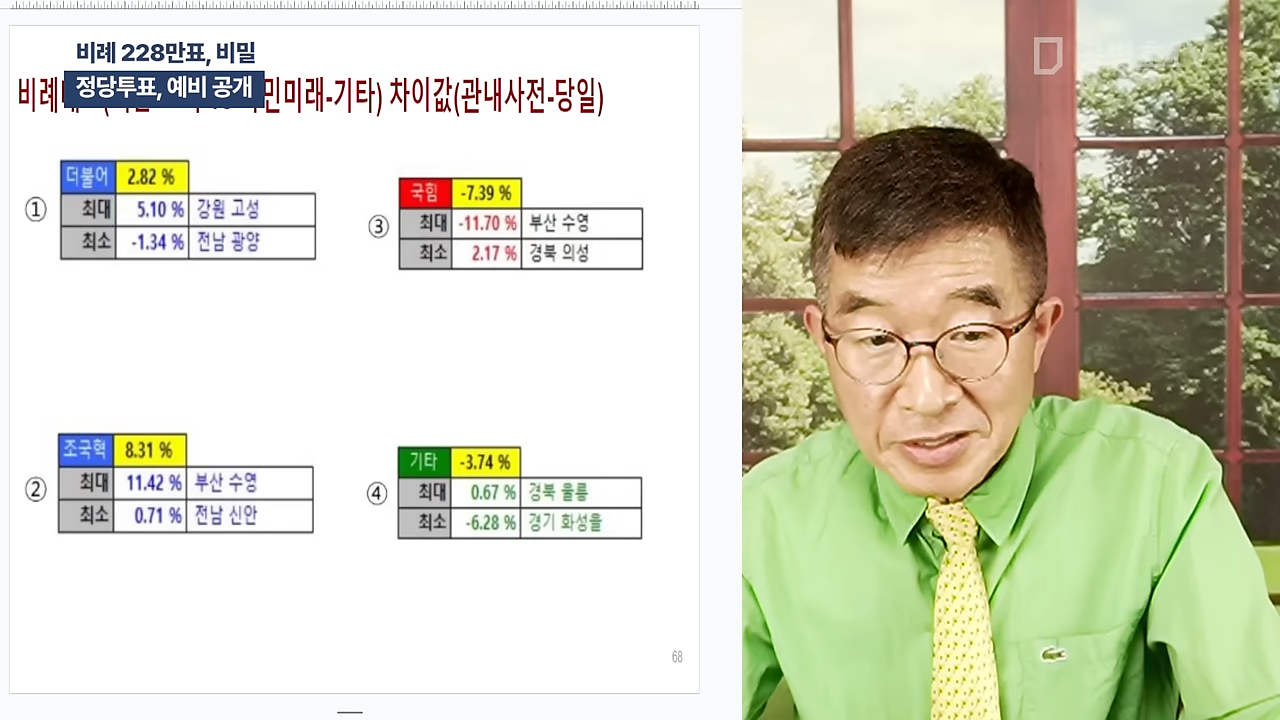 비례 228만표, 비밀
정당투표, 예비 공개
비례 민미래-기타) 차이값(관내사전-당일)
①
더불어 2.82 %
최대 5.10 % 강원 고성
최소 -1.34 % 전남 광양
③
국힘 -7.39 %
최대 -11.70 % 부산 수영
최소 2.17 % 경북 의성
②
조국혁 8.31 %
최대 11.42 % 부산 수영
최소 0.71 % 전남 신안
④
기타 -3.74 %
최대 0.67 % 경북 울릉
최소 -6.28 % 경기 화성을
68